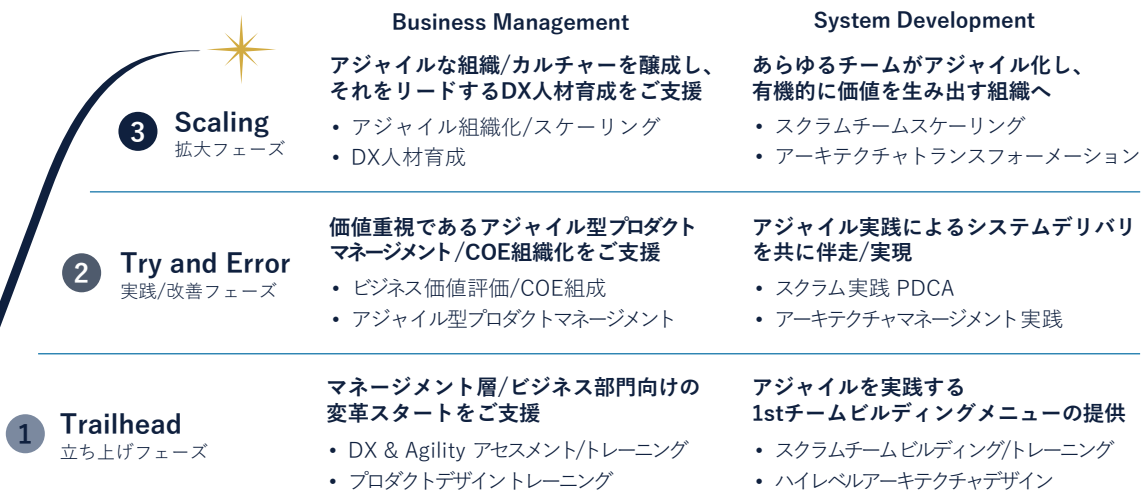 Business Management
System Development
3
Scaling
拡大フェーズ
アジャイルな組織/カルチャーを醸成し、
それをリードするDX人材育成をご支援
• アジャイル組織化/スケーリング
• DX人材育成
あらゆるチームがアジャイル化し、
有機的に価値を生み出す組織へ
• スクラムチームスケーリング
• アーキテクチャトランスフォーメーション
2
Try and Error
実践/改善フェーズ
価値重視であるアジャイル型プロダクト
マネージメント/COE組織化をご支援
• ビジネス価値評価/COE組成
• アジャイル型プロダクトマネージメント
アジャイル実践によるシステムデリバリ
を共に伴走/実現
• スクラム実践 PDCA
• アーキテクチャマネージメント実践
1
Trailhead
立ち上げフェーズ
マネージメント層/ビジネス部門向けの
変革スタートをご支援
• DX & Agility アセスメント/トレーニング
• プロダクトデザイントレーニング
アジャイルを実践する
1stチームビルディングメニューの提供
• スクラムチームビルディング/トレーニング
• ハイレベルアーキテクチャデザイン